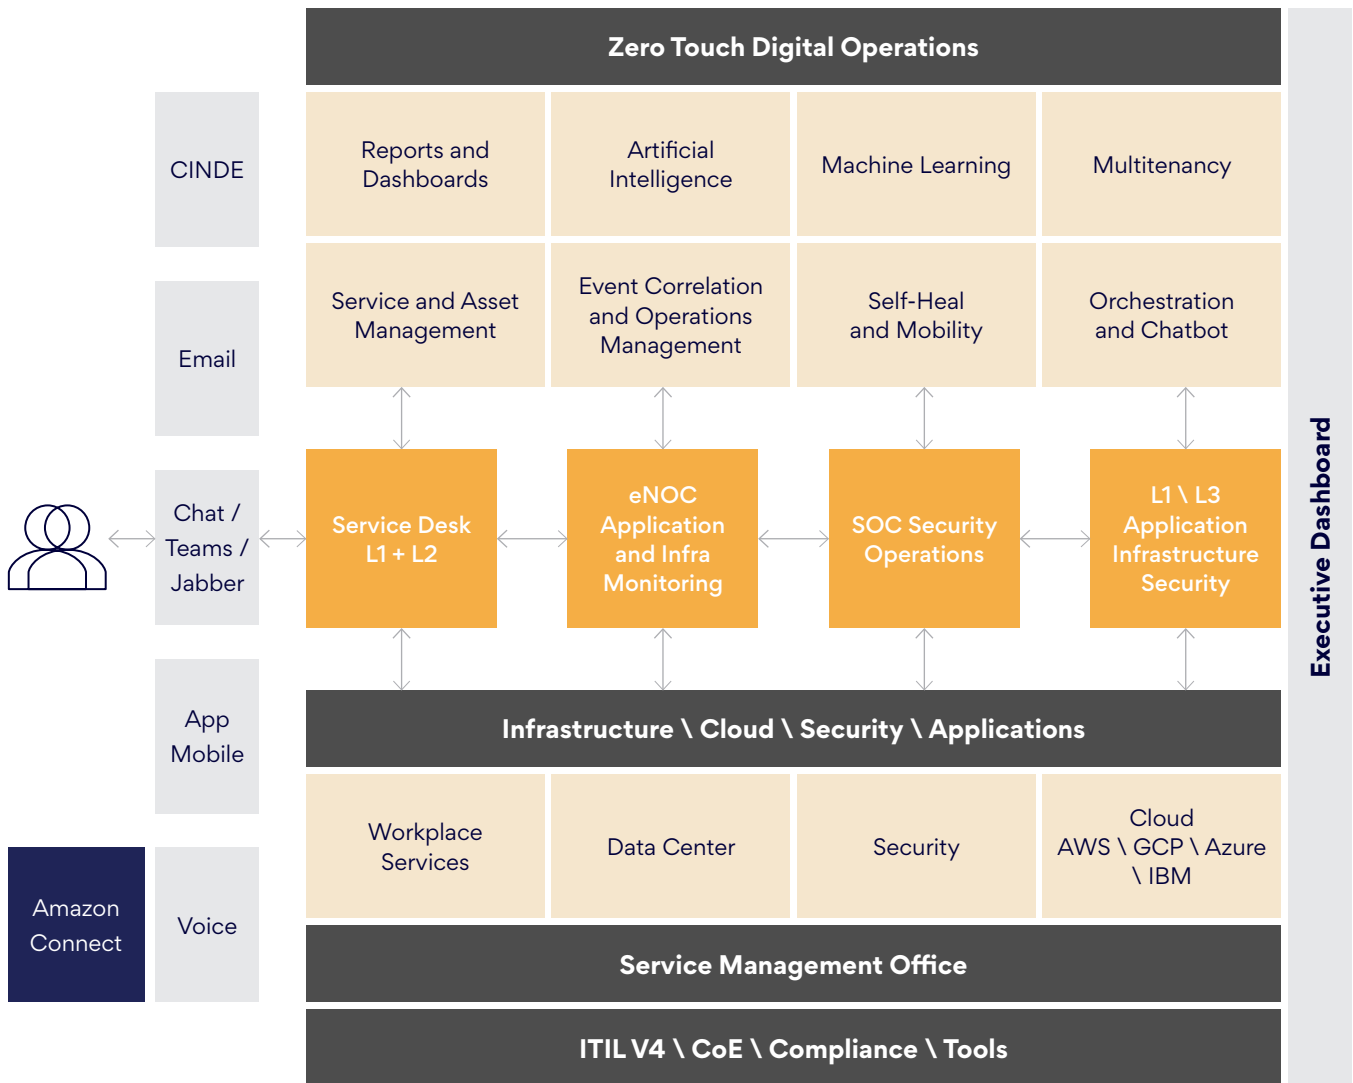 Zero Touch Digital Operations
CINDE
Reports and
Dashboards
Artificial
Intelligence
Machine Learning
Multitenancy
Email
Service and Asset
Management
Event Correlation
and Operations
Management
Self-Heal
and Mobility
Orchestration
and Chatbot
Chat /
Teams /
Jabber
Service Desk
L1 + L2
eNOC
Application
and Infra
Monitoring
SOC Security
Operations
L1 \ L3
Application
Infrastructure
Security
Executive Dashboard
App
Mobile
Infrastructure \ Cloud \ Security \ Applications
Workplace
Services
Data Center
Security
Cloud
AWS \ GCP \ Azure
\ IBM
Amazon
Connect
Voice
Service Management Office
ITIL V4 \ CoE \ Compliance \ Tools